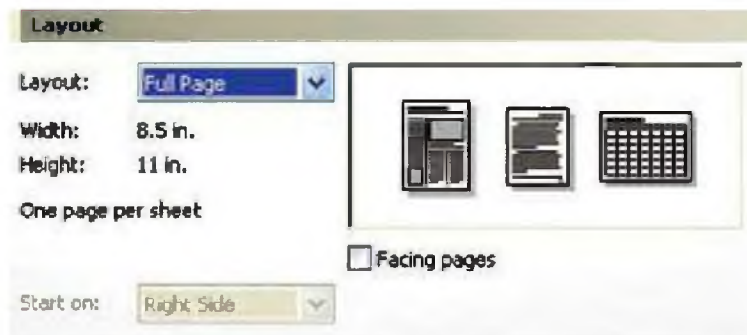 Layout
Layout: Full Page
Width: 8.5 in.
Height: 11 in.
One page per sheet
Facing pages
Start on: Right Side